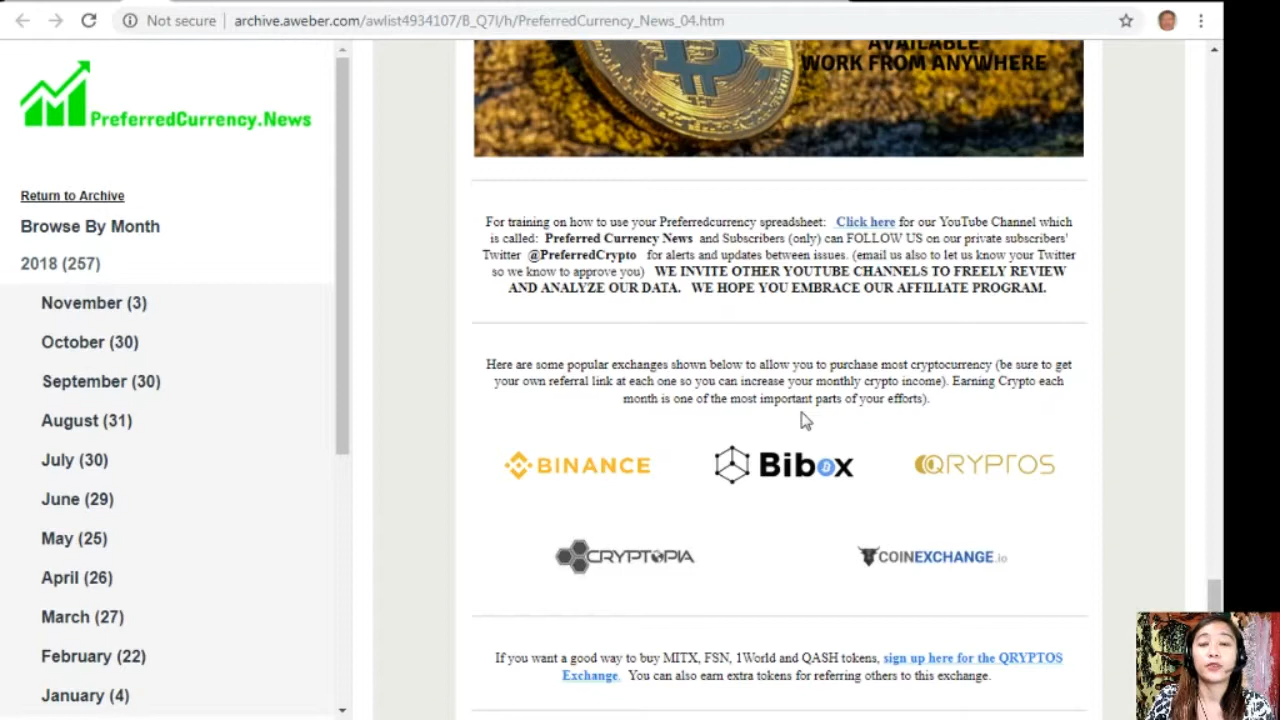 Not secure
archive.aweber.com/awlist4934107/B_Q7I/h/PreferredCurrency_News_04.htm
PreferredCurrency.News
Return to Archive
Browse By Month
2018 (257)
November (3)
October (30)
September (30)
August (31)
July (30)
June (29)
May (25)
April (26)
March (27)
February (22)
January (4)
AVAILABLE
WORK FROM ANYWHERE
For training on how to use your Preferredcurrency spreadsheet: Click here for our YouTube Channel which
is called: Preferred Currency News and Subscribers (only) can FOLLOW US on our private subscribers'
Twitter @PreferredCrypto for alerts and updates between issues. (email us also to let us know your Twitter
so we know to approve you) WE INVITE OTHER YOUTUBE CHANNELS TO FREELY REVIEW
AND ANALYZE OUR DATA. WE HOPE YOU EMBRACE OUR AFFILIATE PROGRAM.
Here are some popular exchanges shown below to allow you to purchase most cryptocurrency (be sure to get
your own referral link at each one so you can increase your monthly crypto income). Earning Crypto each
month is one of the most important parts of your efforts).
BINANCE
Bibox
QRYPTOS
CRYPTOPIA
COINEXCHANGE.io
If you want a good way to buy MITX, FSN, 1World and QASH tokens, sign up here for the QRYPTOS
Exchange. You can also earn extra tokens for referring others to this exchange.